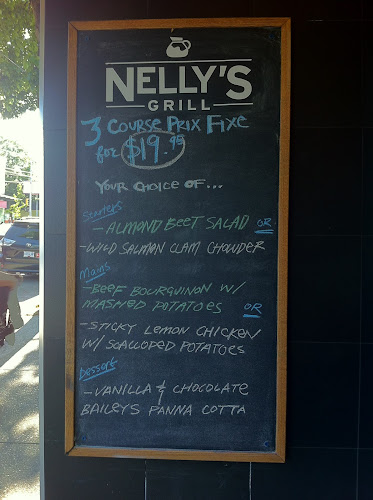 NELLY'S
GRILL
3 COURSE PRIX FIXE
for $19.95
YOUR CHOICE OF...
Starters
- ALMOND BEET SALAD OR
- WILD SALMON CLAM CHOWDER
Mains
- BEEF BOURGUINON W/
MASHED POTATOES OR
- STICKY LEMON CHICKEN
W/ SCALLOPED POTATOES
Dessert
- VANILLA & CHOCOLATE
BAILEYS PANNA COTTA